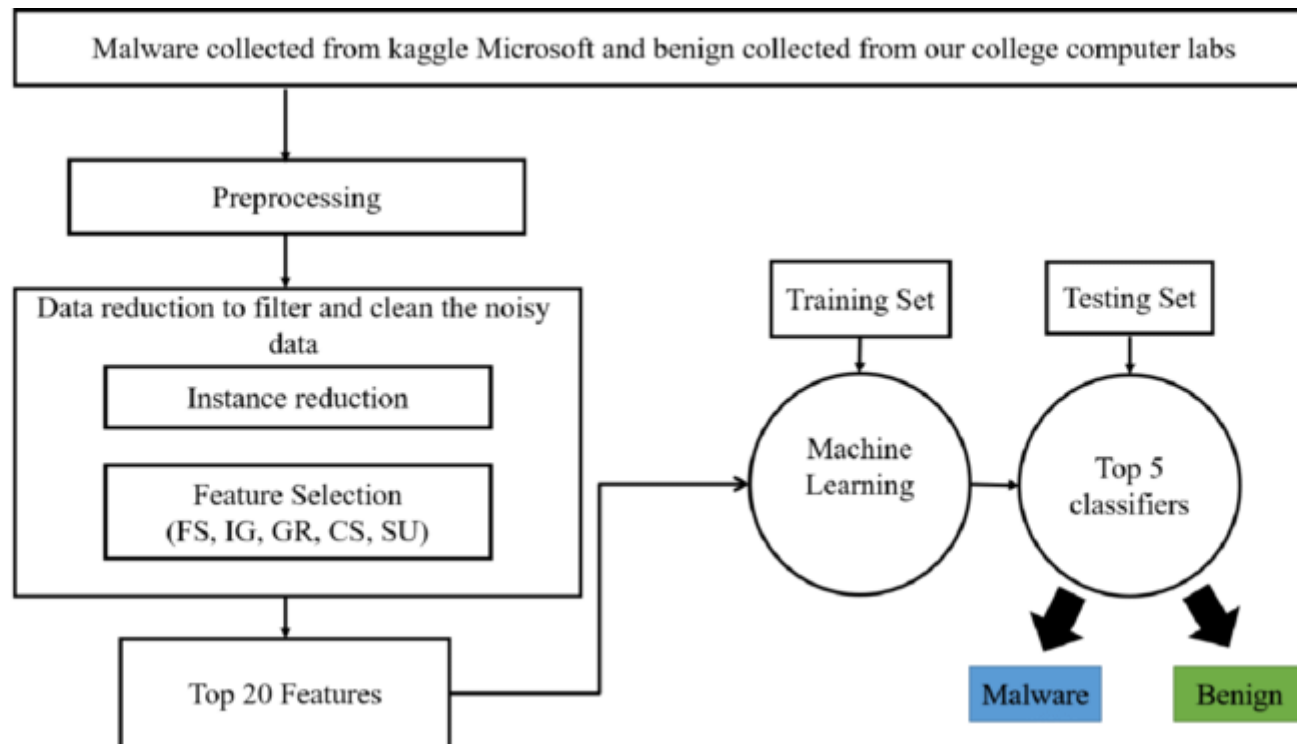 Malware collected from kaggle Microsoft and benign collected from our college computer labs
Preprocessing
Data reduction to filter and clean the noisy
data
Instance reduction
Feature Selection
(FS, IG, GR, CS, SU)
Top 20 Features
Training Set
Testing Set
Machine
Learning
Top 5
classifiers
Malware
Benign